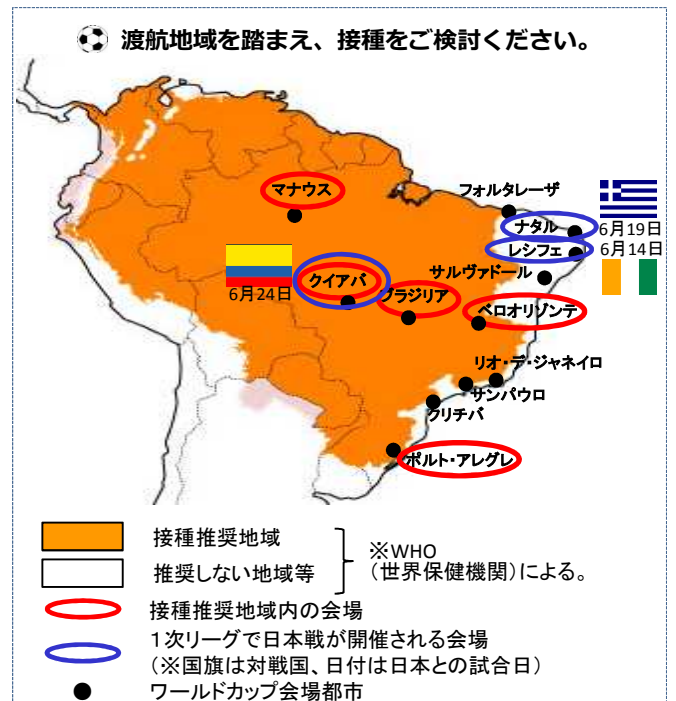 渡航地域を踏まえ、接種をご検討ください。
マナウス
フォルタレーザ
ナタル
6月19日
レシフェ
6月14日
サルヴァドール
クイアバ
6月24日
ブラジリア
ベロオリゾンテ
リオ・デ・ジャネイロ
サンパウロ
クリチバ
ポルト・アレグレ
接種推奨地域
推奨しない地域等
※WHO
(世界保健機関)による。
接種推奨地域内の会場
1次リーグで日本戦が開催される会場
(※国旗は対戦国、日付は日本との試合日)
ワールドカップ会場都市